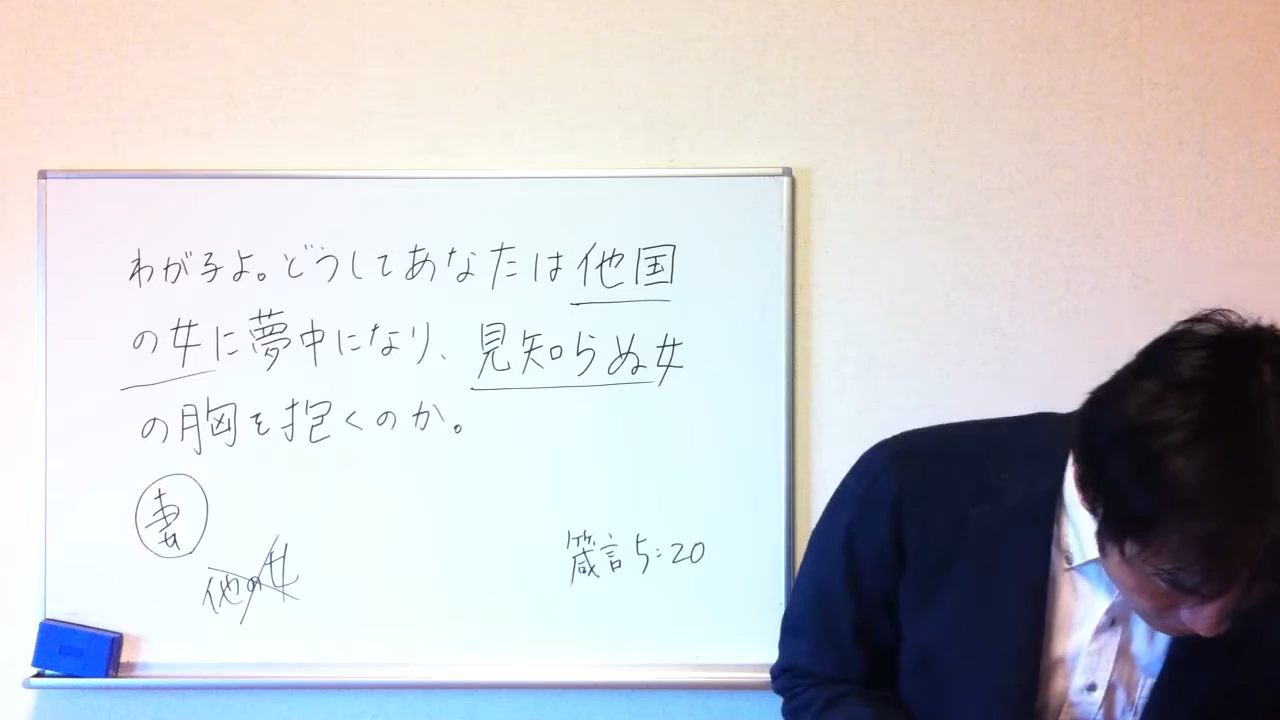 わが子よ。どうしてあなたは他国
の女に夢中になり、見知らぬ女
の胸を抱くのか。
妻
他の女
箴言5:20